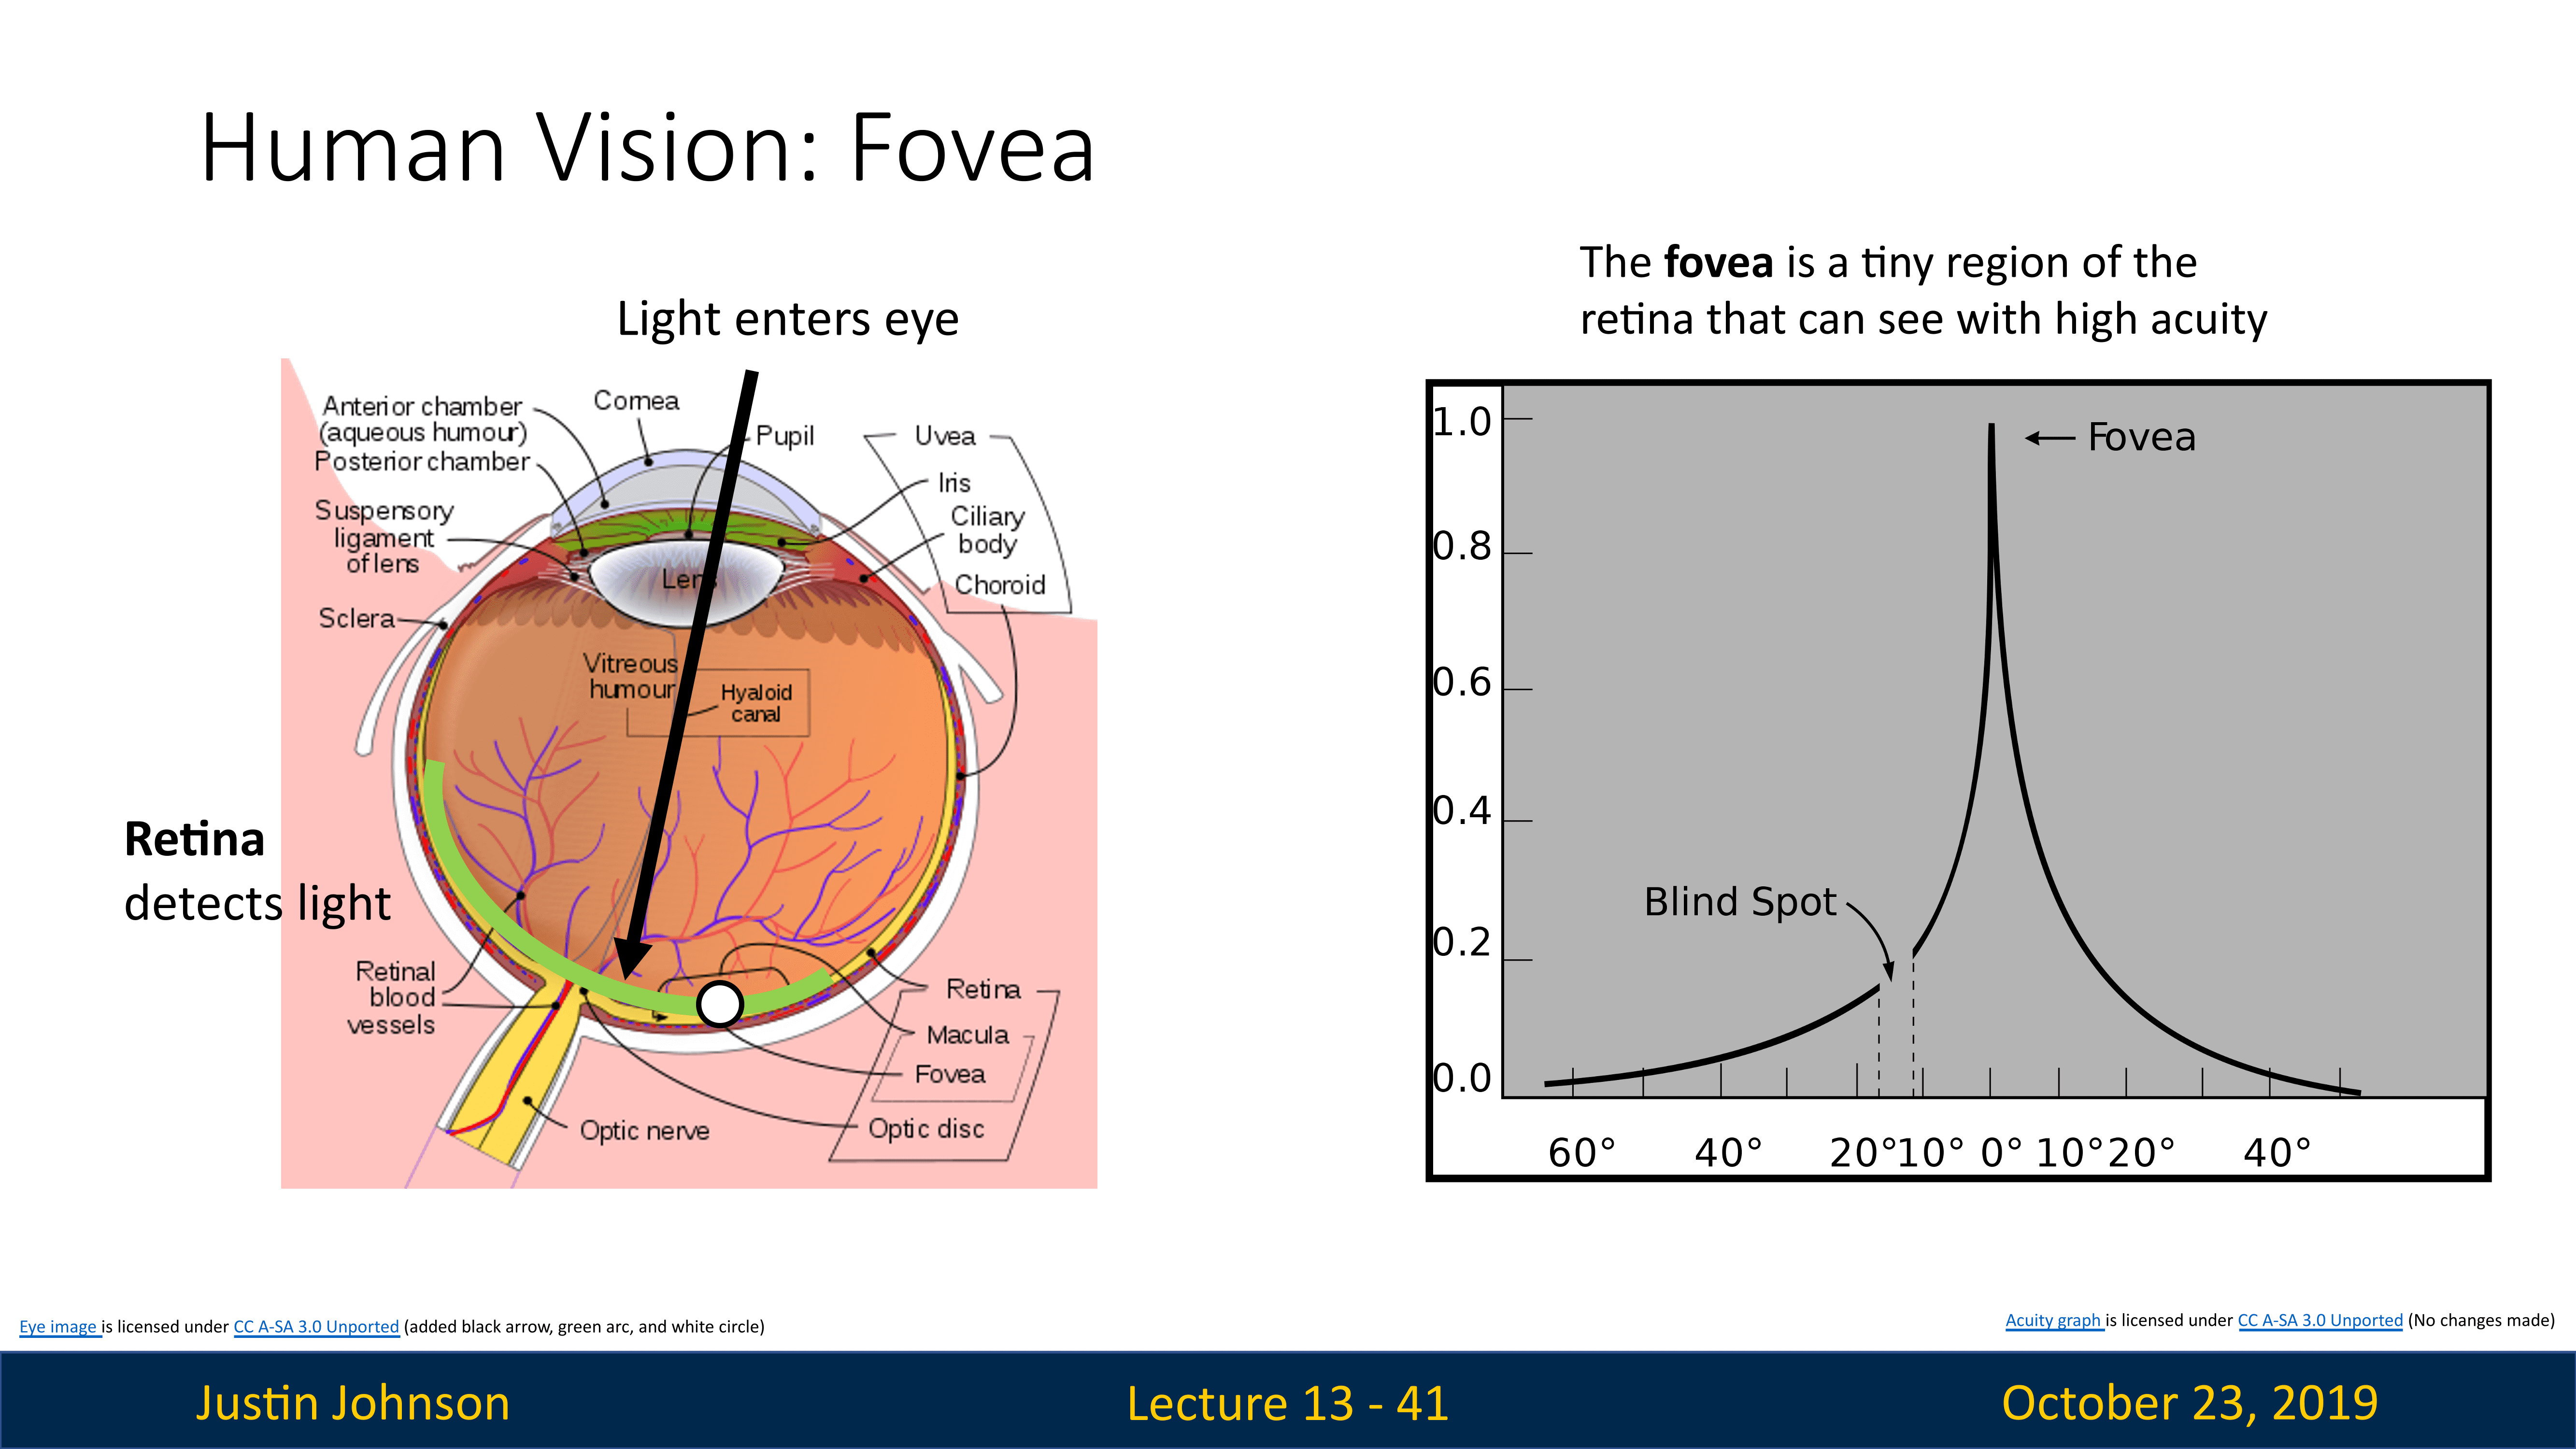 Human Vision: Fovea
The fovea is a tiny region of the
retina that can see with high acuity
Light enters eye
Anterior chamber
(aqueous humour)
Posterior chamber
Cornea
Pupil
Uvea
Iris
Ciliary
body
Choroid
Suspensory
ligament
of lens
Sclera
Lens
Vitreous
humour
Hyaloid
canal
Retina
detects light
Retinal
blood
vessels
Optic nerve
Retina
Macula
Fovea
Optic disc
1.0
0.8
0.6
0.4
0.2
0.0
Fovea
Blind Spot
60° 40° 20° 10° 0° 10° 20° 40°
Eye image is licensed under CC A-SA 3.0 Unported (added black arrow, green arc, and white circle)
Acuity graph is licensed under CC A-SA 3.0 Unported (No changes made)
Justin Johnson
Lecture 13 - 41
October 23, 2019